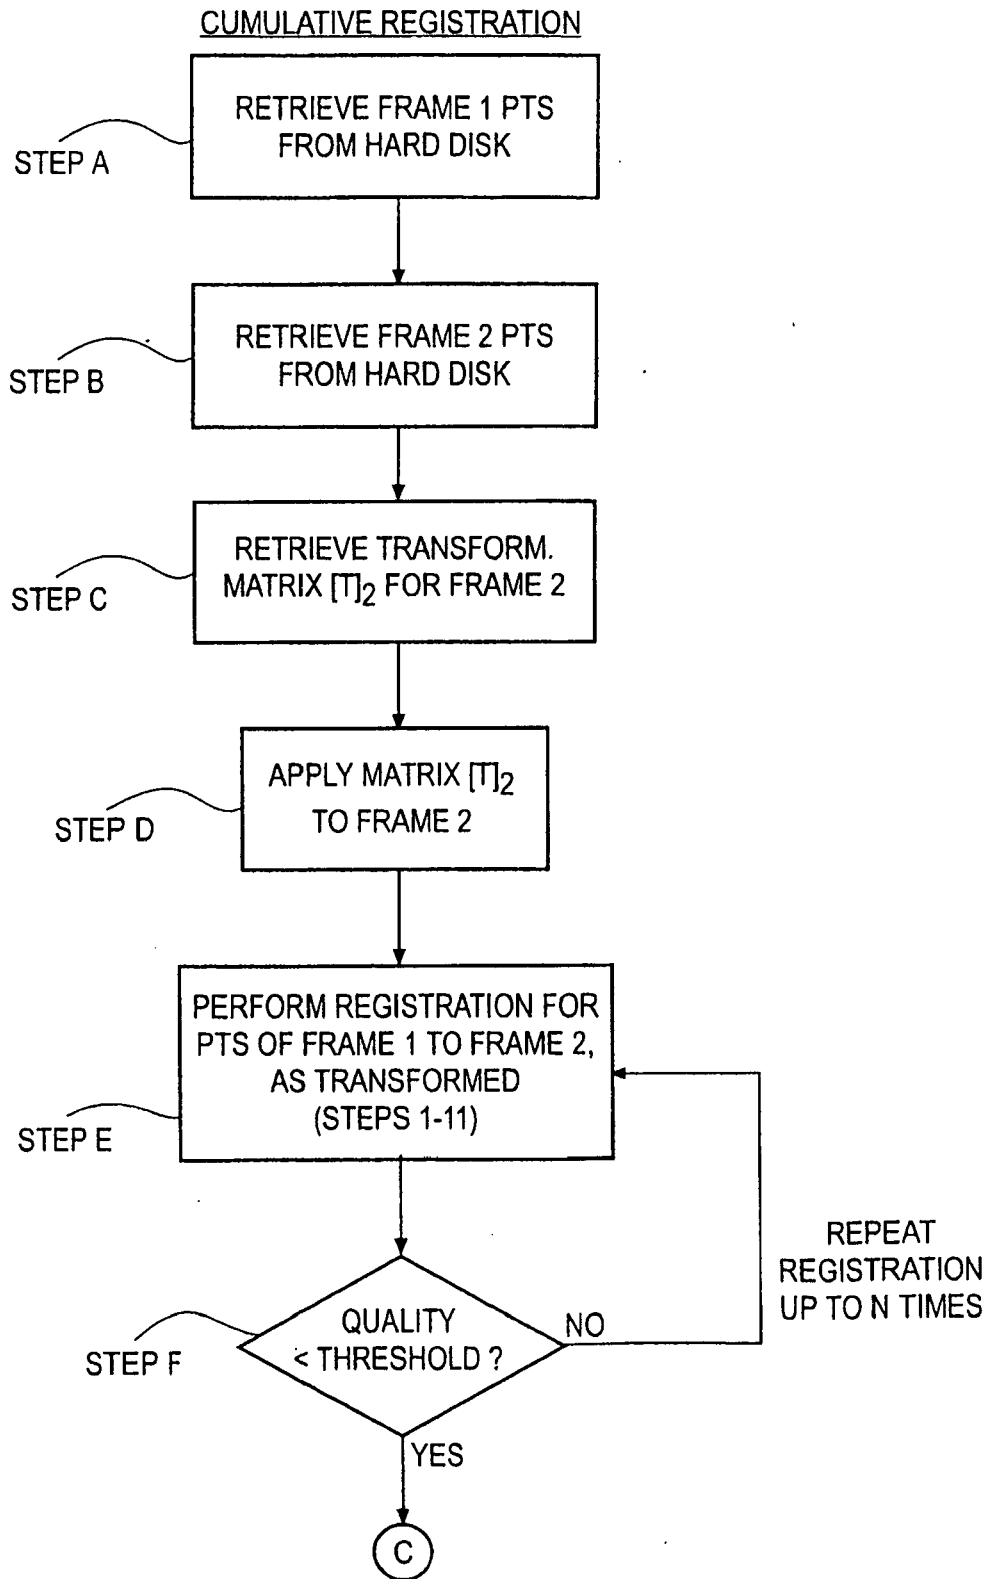 CUMULATIVE REGISTRATION
RETRIEVE FRAME 1 PTS
FROM HARD DISK
STEP A
RETRIEVE FRAME 2 PTS
FROM HARD DISK
STEP B
RETRIEVE TRANSFORM.
MATRIX [T]2 FOR FRAME 2
STEP C
APPLY MATRIX [T]2
TO FRAME 2
STEP D
PERFORM REGISTRATION FOR
PTS OF FRAME 1 TO FRAME 2,
AS TRANSFORMED
(STEPS 1-11)
STEP E
REPEAT
REGISTRATION
UP TO N TIMES
QUALITY
< THRESHOLD ?
NO
STEP F
YES
C